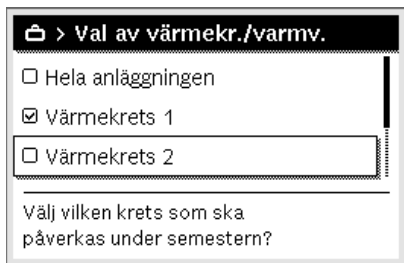 > Val av värmekr./varmv.
Hela anläggningen
Värmekrets 1
Värmekrets 2
Välj vilken krets som ska
påverkas under semestern?